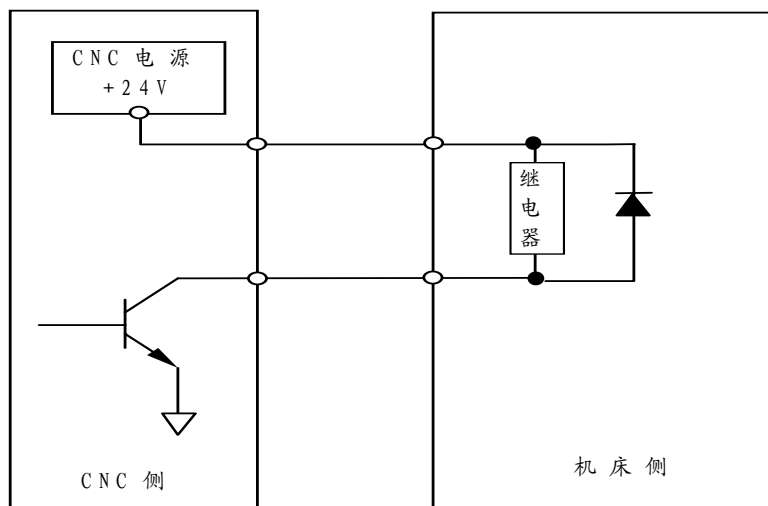 CNC 电 源
+24V
继
电
器
CNC 侧
机 床 侧